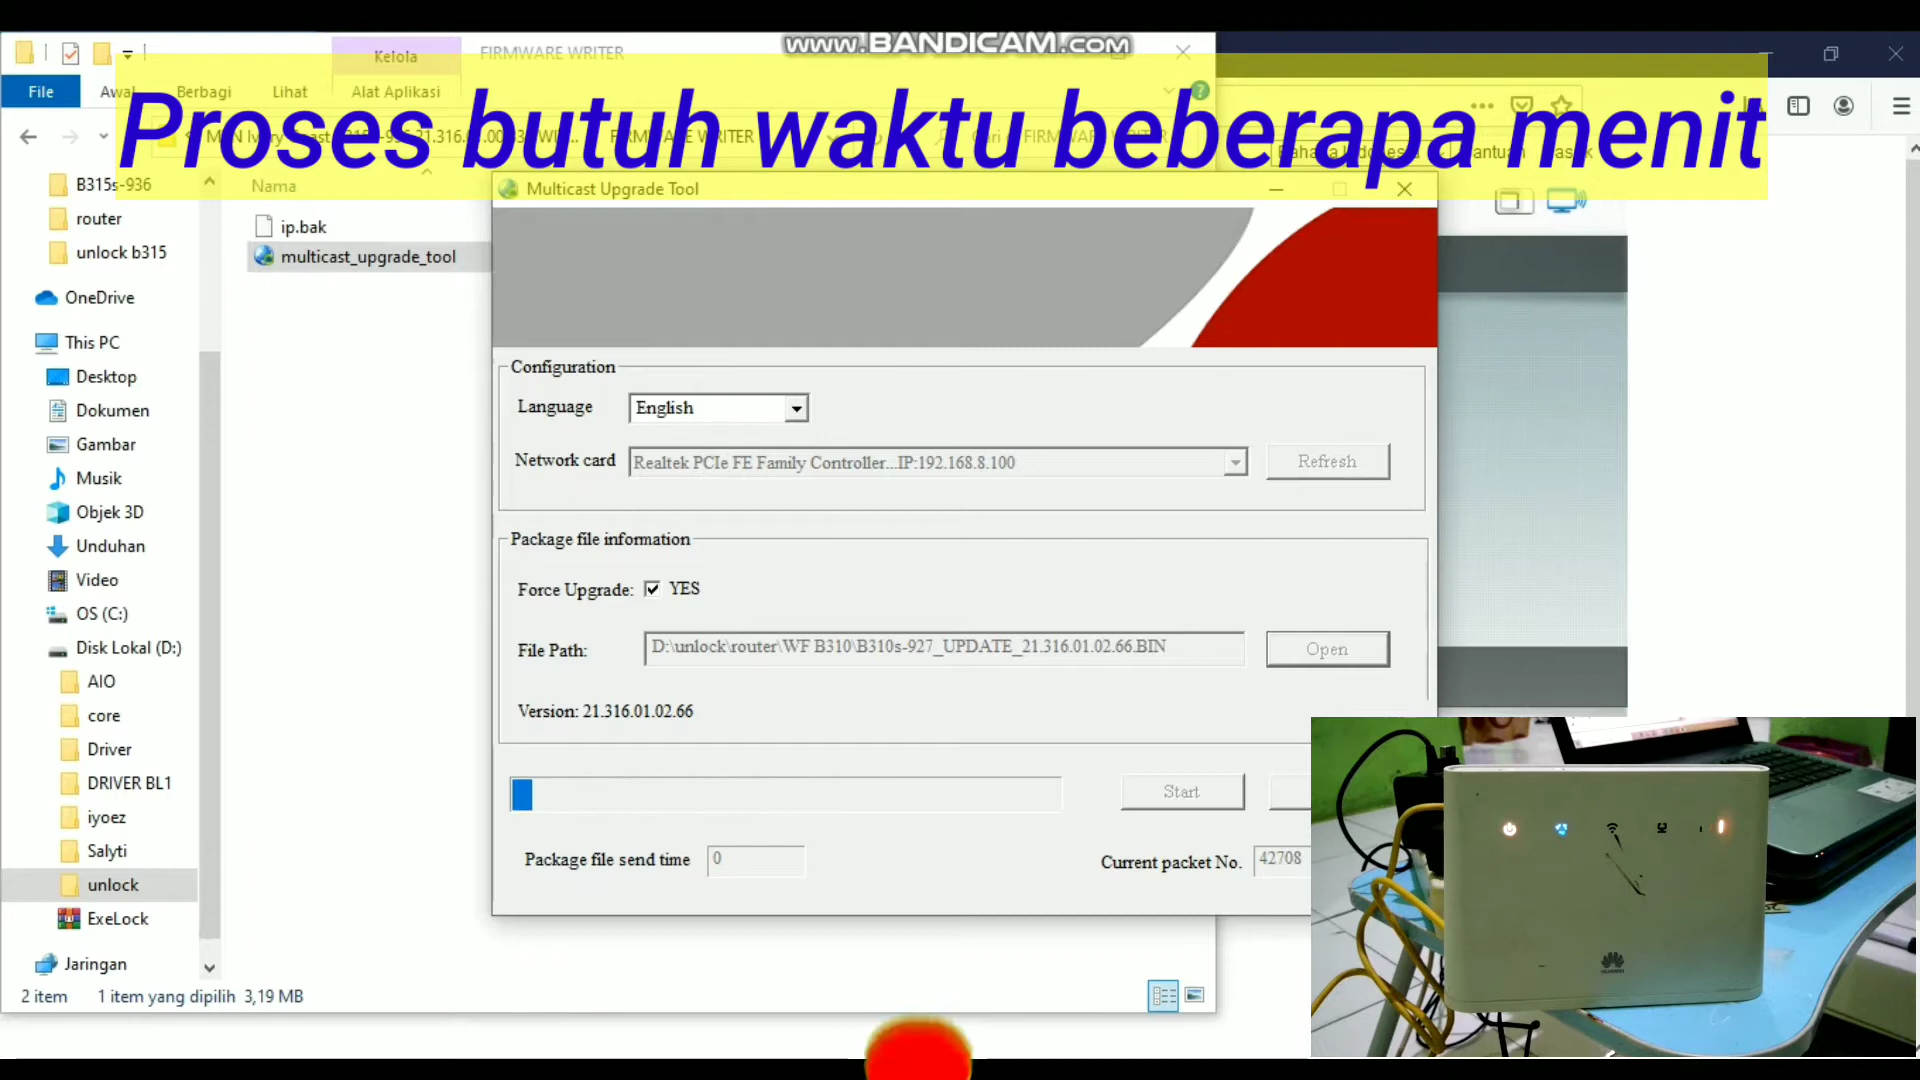 www.BANDICAM.com
Kelola
FIRMWARE WRITER
File
Awal
Berbagi
Lihat
Alat Aplikasi
Proses butuh waktu beberapa menit
FIRMWARE WRITER
Nama
Multicast Upgrade Tool
B315s-936
router
unlock b315
OneDrive
This PC
Desktop
Dokumen
Gambar
Musik
Objek 3D
Unduhan
Video
OS (C:)
Disk Lokal (D:)
AIO
core
Driver
DRIVER BL1
iyoez
Salyti
unlock
ExeLock
Jaringan
ip.bak
multicast_upgrade_tool
Configuration
Language English
Network card Realtek PCIe FE Family Controller...IP:192.168.8.100 Refresh
Package file information
Force Upgrade: YES
File Path: D:\unlock\router\WF B310\B310s-927_UPDATE_21.316.01.02.66.BIN Open
Version: 21.316.01.02.66
Start
Package file send time 0 Current packet No. 42708
2 item 1 item yang dipilih 3,19 MB
HUAWEI